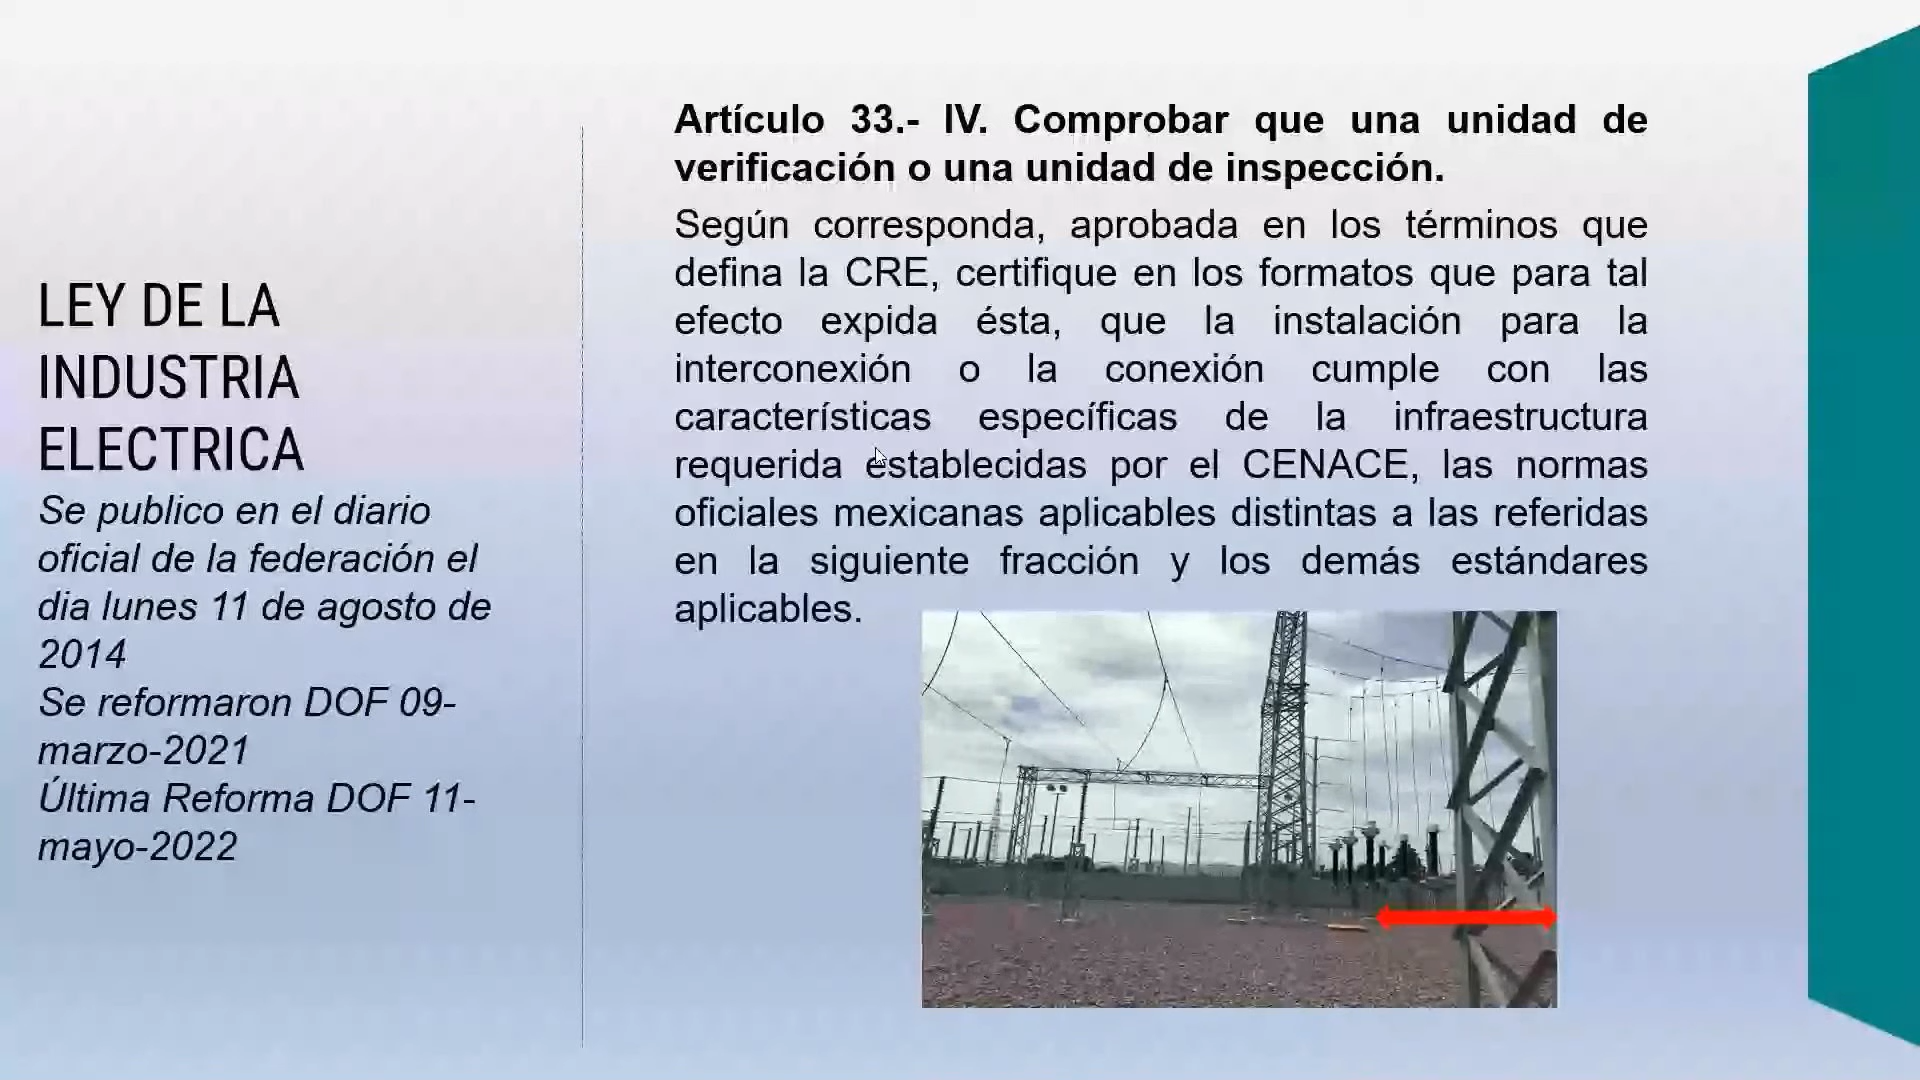 LEY DE LA
INDUSTRIA
ELECTRICA
Se publico en el diario
oficial de la federación el
dia lunes 11 de agosto de
2014
Se reformaron DOF 09-
marzo-2021
Última Reforma DOF 11-
mayo-2022
Artículo 33.- IV. Comprobar que una unidad de
verificación o una unidad de inspección.
Según corresponda, aprobada en los términos que
defina la CRE, certifique en los formatos que para tal
efecto expida ésta, que la instalación para la
interconexión o la conexión cumple con las
características específicas de la infraestructura
requerida establecidas por el CENACE, las normas
oficiales mexicanas aplicables distintas a las referidas
en la siguiente fracción y los demás estándares
aplicables.